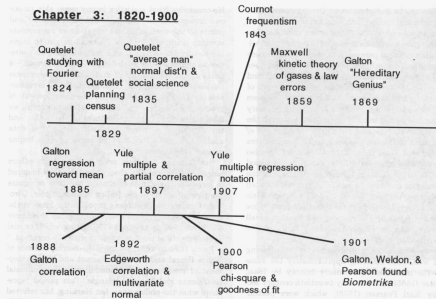 Chapter 3: 1820-1900
Cournot
frequentism
1843
Quetelet
studying with
Fourier
1824
Quetelet
planning
census
1829
Quetelet
"average man"
normal dist'n &
social science
1835
Maxwell
kinetic theory
of gases & law
errors
1859
Galton
"Hereditary
Genius"
1869
Galton
regression
toward mean
1885
Yule
multiple &
partial correlation
1897
Yule
multiple regression
notation
1907
1888
Galton
correlation
1892
Edgeworth
correlation &
multivariate
normal
1900
Pearson
chi-square &
goodness of fit
1901
Galton, Weldon, &
Pearson found
Biometrika